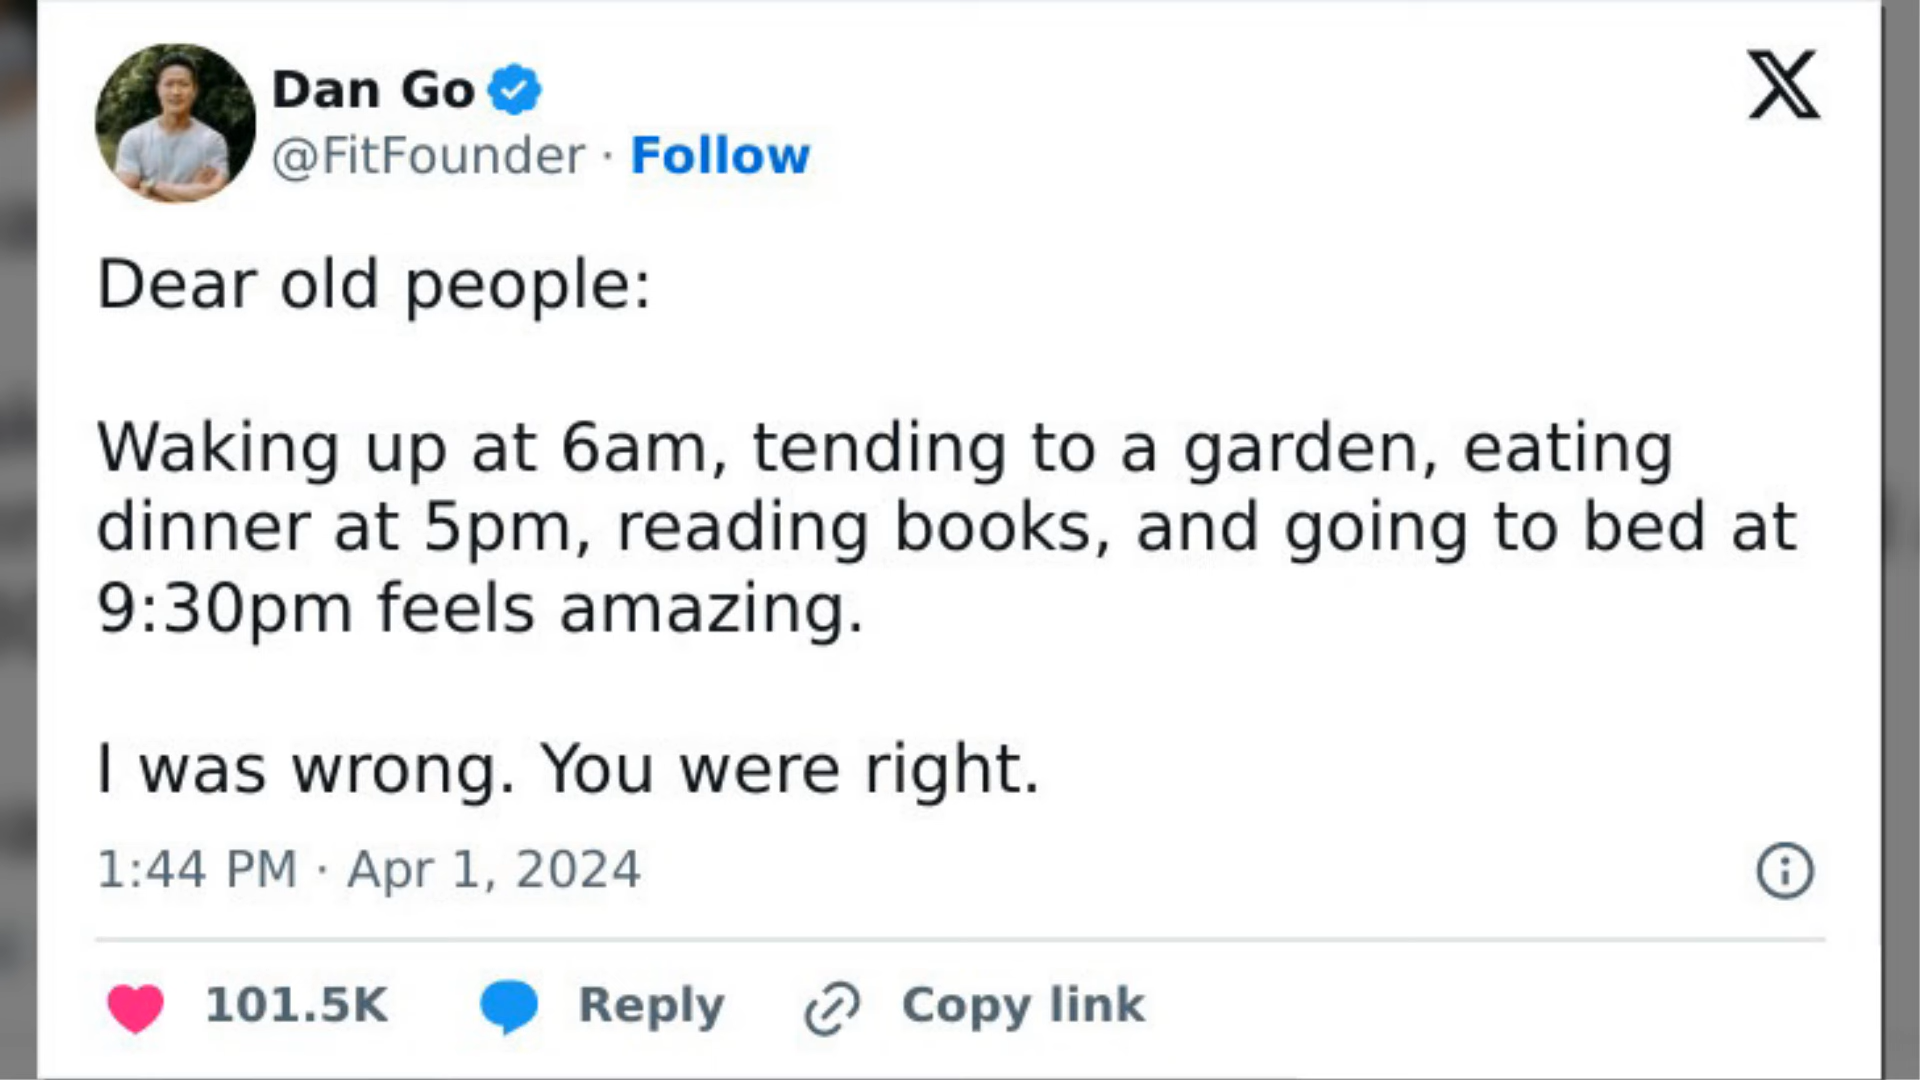 Dan Go
@FitFounder · Follow
Dear old people:
Waking up at 6am, tending to a garden, eating
dinner at 5pm, reading books, and going to bed at
9:30pm feels amazing.
I was wrong. You were right.
1:44 PM · Apr 1, 2024
101.5K Reply Copy link